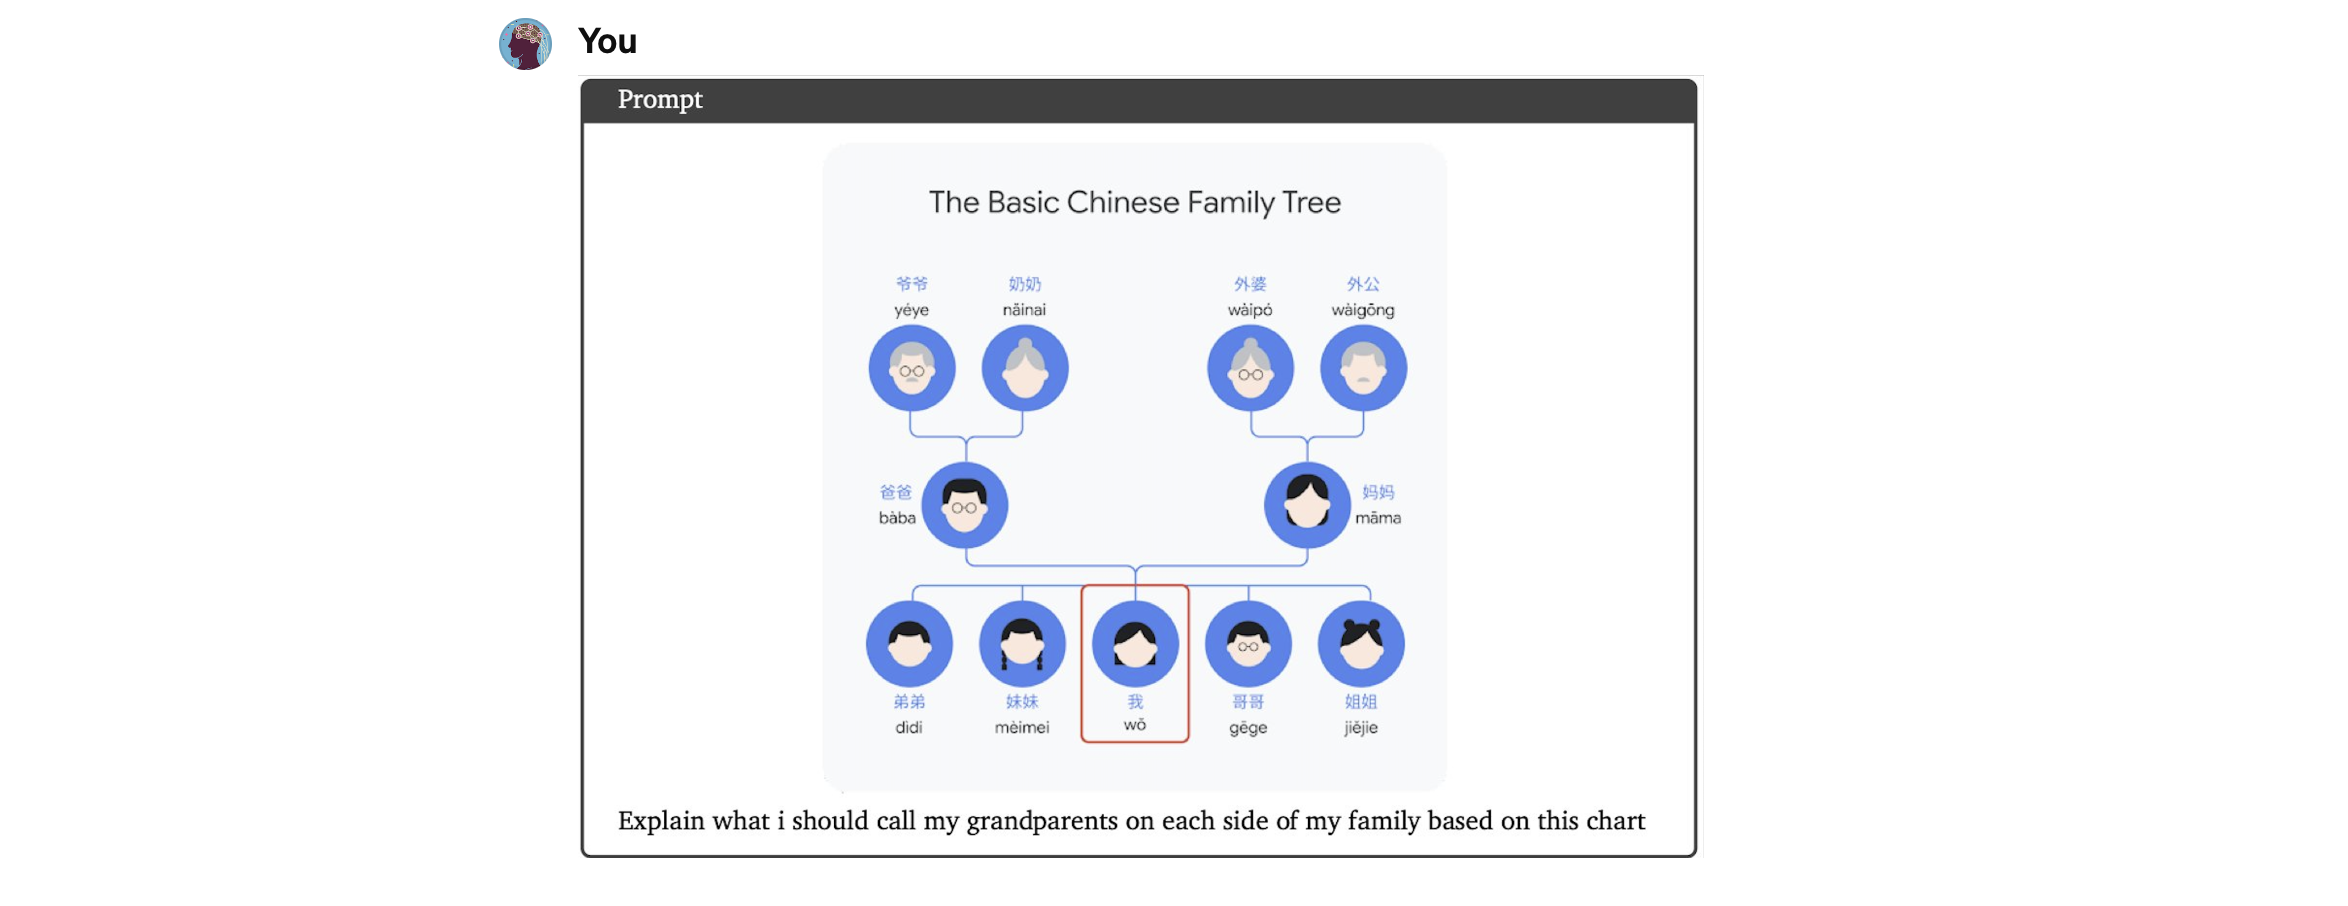 You
Prompt
The Basic Chinese Family Tree
爷爷 奶奶 外婆 外公
yéye nǎinai wàipó wàigōng
爸爸 妈妈
bàba māma
弟弟 妹妹 我 哥哥 姐姐
dìdi mèimei wǒ gēge jiějie
Explain what i should call my grandparents on each side of my family based on this chart